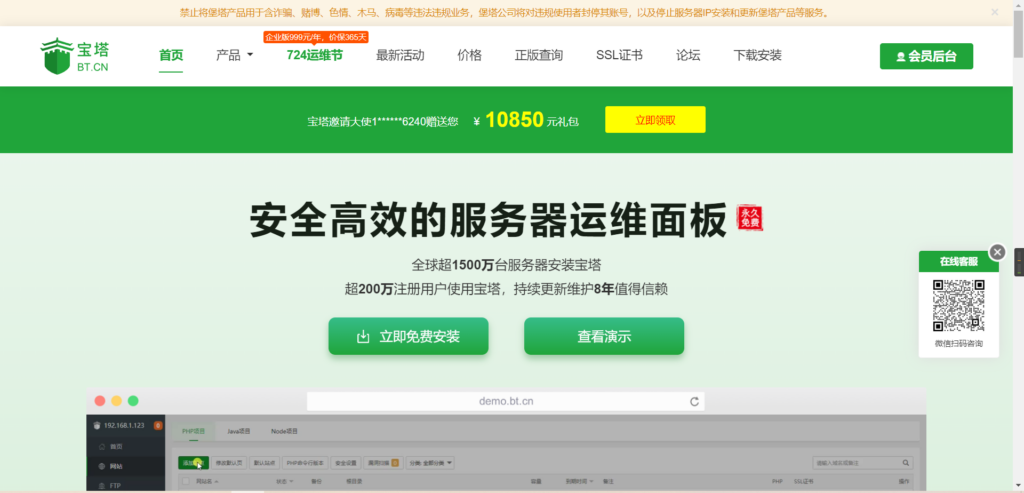 禁止将堡塔产品用于含诈骗、赌博、色情、木马、病毒等违法违规业务，堡塔公司将对违规使用者封停其账号，以及停止服务器IP安装和更新堡塔产品等服务。
企业版999元/年，价保365天
宝塔
BT.CN
首页 产品 724运维节 最新活动 价格 正版查询 SSL证书 论坛 下载安装 会员后台
宝塔邀请大使1******6240赠送您 ￥ 10850 元礼包 立即领取
安全高效的服务器运维面板 永久免费
全球超1500万台服务器安装宝塔
超200万注册用户使用宝塔，持续更新维护8年值得信赖
立即免费安装 查看演示
在线客服
微信扫码咨询
demo.bt.cn
192.168.1.123 PHP项目 Java项目 Node项目
首页
网站
FTP
修改默认页 默认站点 PHP命令行版本 安全设置 漏洞扫描 分类: 全部分类 请输入域名或备注
网站名 状态 备份 根目录 容量 到期时间 备注 PHP SSL证书 操作